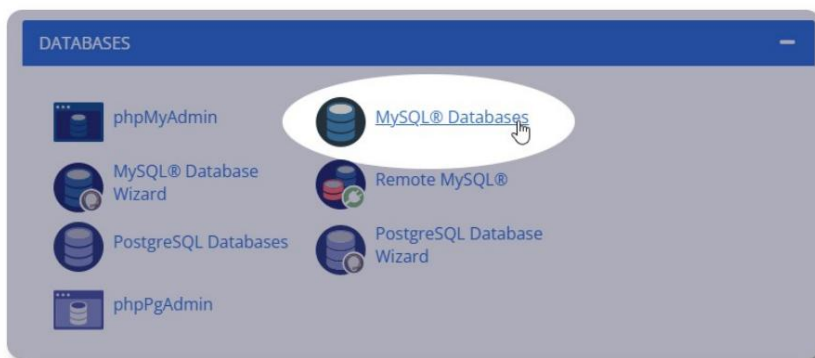 DATABASES
phpMyAdmin
MySQL® Databases
MySQL® Database
Wizard
Remote MySQL®
PostgreSQL Databases
PostgreSQL Database
Wizard
phpPgAdmin